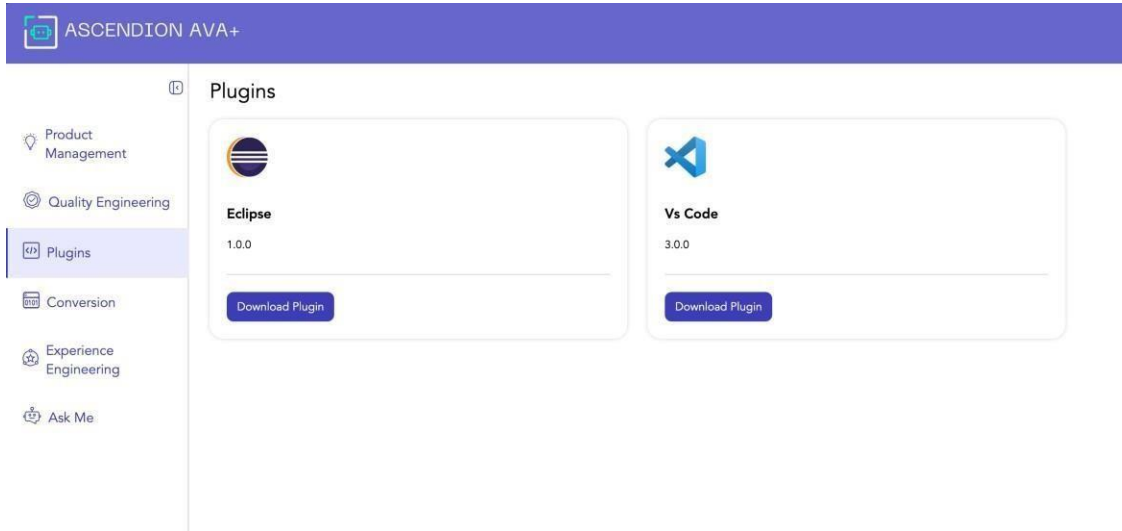 ASCENDION AVA+
Plugins
Product
Management
Quality Engineering
Plugins
Conversion
Experience
Engineering
Ask Me
Eclipse
1.0.0
Download Plugin
Vs Code
3.0.0
Download Plugin